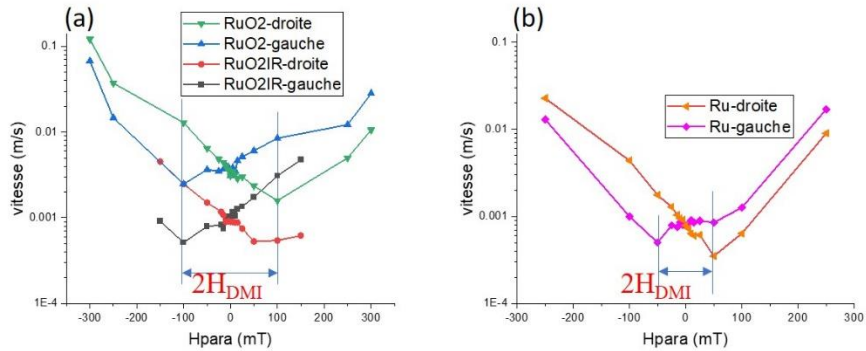 (a)
RuO2-droite
RuO2-gauche
RuO2IR-droite
RuO2IR-gauche
0.1
0.01
0.001
1E-4
vitesse (m/s)
2H_DMI
-300 -200 -100 0 100 200 300
Hpara (mT)
(b)
Ru-droite
Ru-gauche
0.1
0.01
0.001
1E-4
vitesse (m/s)
2H_DMI
-300 -200 -100 0 100 200 300
Hpara (mT)